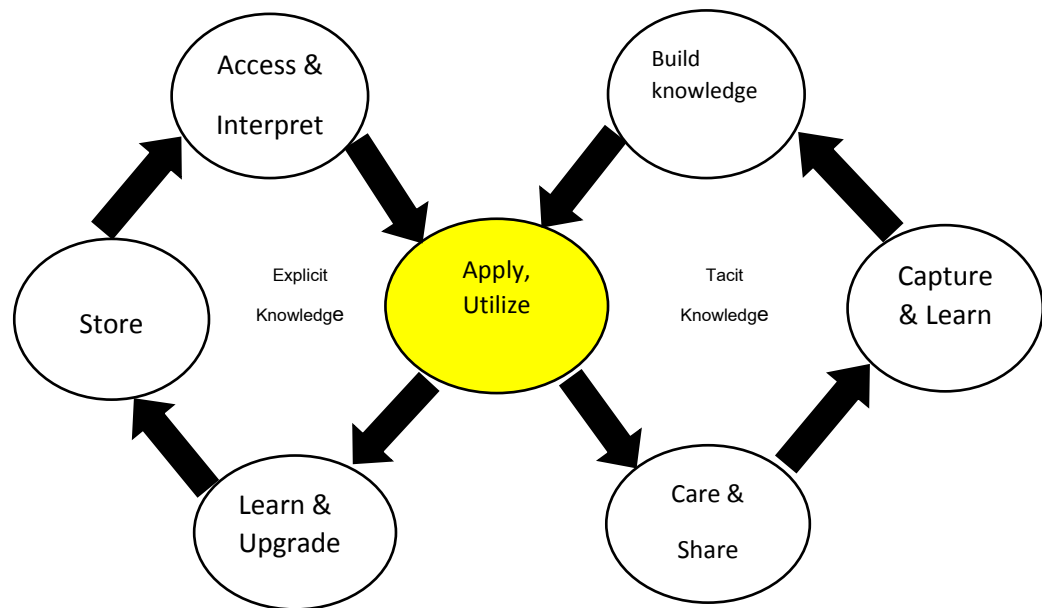 Access &
Interpret
Build
knowledge
Explicit
Knowledge
Apply,
Utilize
Tacit
Knowledge
Capture
& Learn
Store
Learn &
Upgrade
Care &
Share